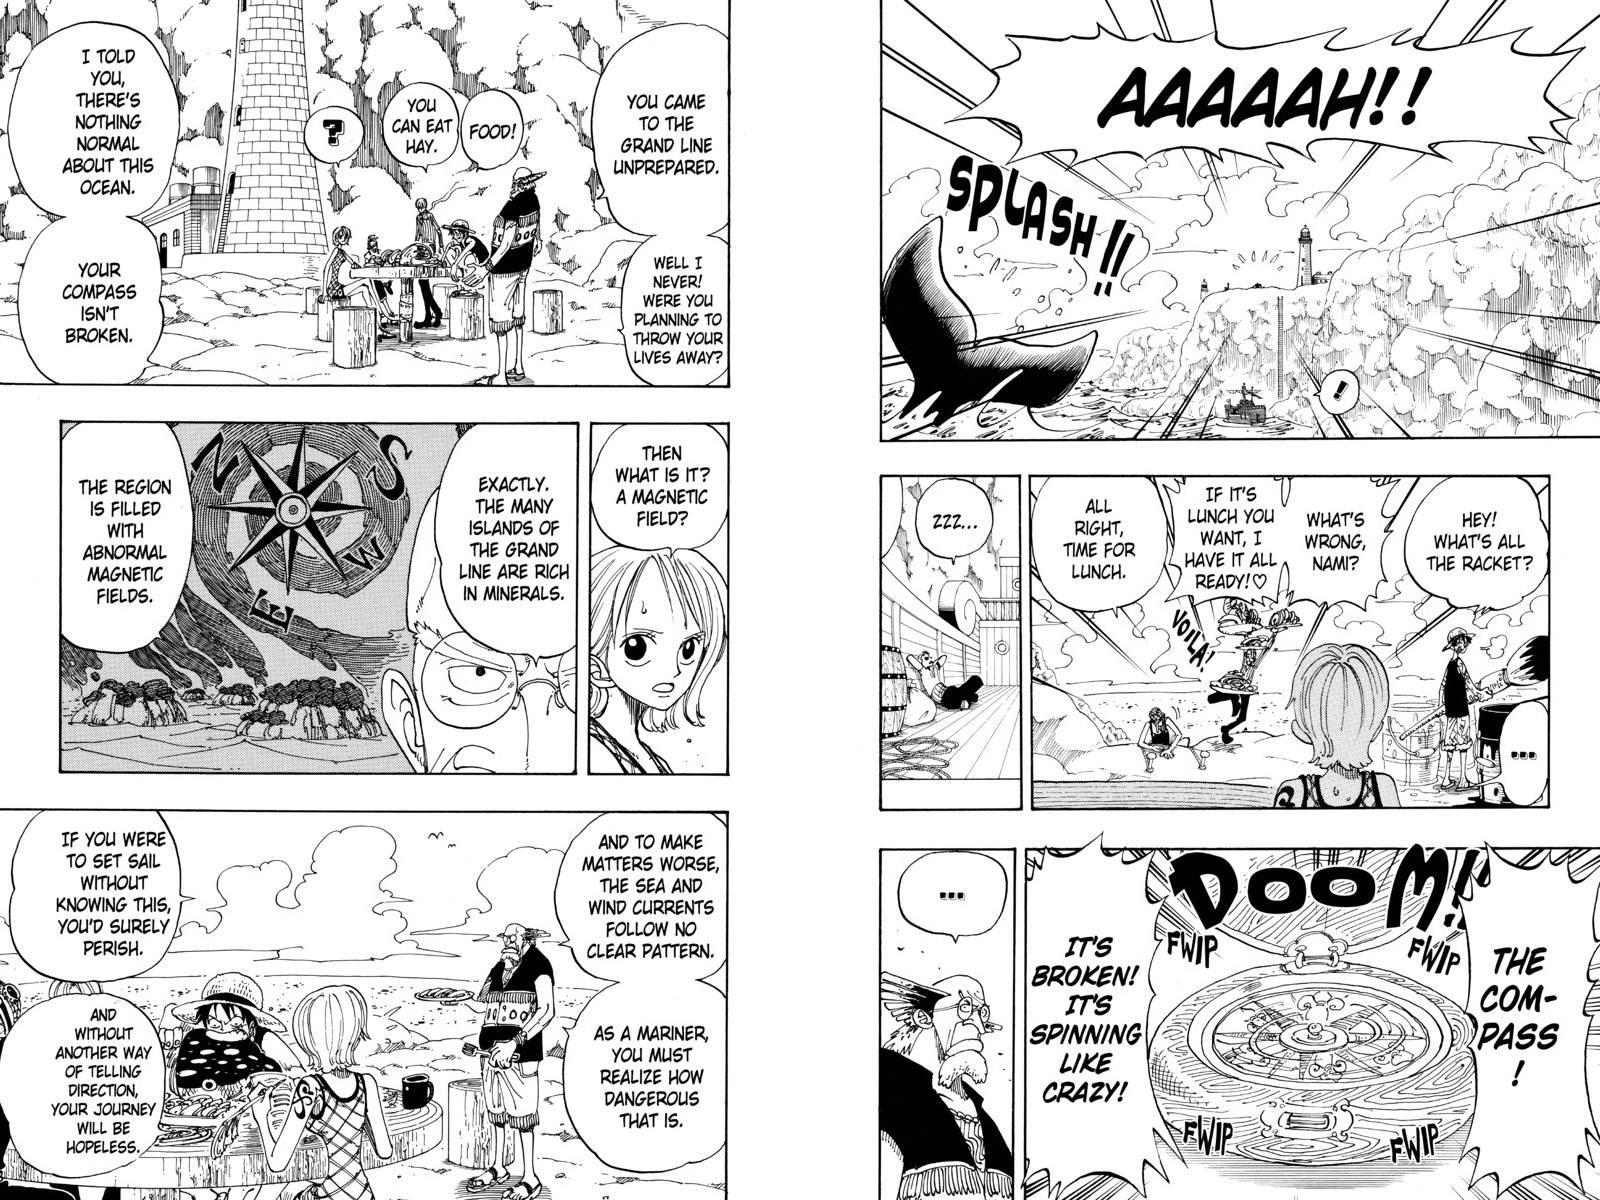 AAAAAH!!
SPLASH!!
!
HEY!
WHAT'S ALL
THE RACKET?
WHAT'S
WRONG,
NAMI?
IF IT'S
LUNCH YOU
WANT, I
HAVE IT ALL
READY!♡
ALL
RIGHT,
TIME FOR
LUNCH.
VOILA!
...
ZZZ...
DOOM!!
THE
COM-
PASS
!
FWIP
FWIP
FWIP
FWIP
IT'S
BROKEN!
IT'S
SPINNING
LIKE
CRAZY!
...
YOU CAME
TO THE
GRAND LINE
UNPREPARED.
WELL I
NEVER!
WERE YOU
PLANNING TO
THROW YOUR
LIVES AWAY?
FOOD!
YOU
CAN EAT
HAY.
?
I TOLD
YOU,
THERE'S
NOTHING
NORMAL
ABOUT THIS
OCEAN.
YOUR
COMPASS
ISN'T
BROKEN.
THEN
WHAT IS IT?
A MAGNETIC
FIELD?
EXACTLY.
THE MANY
ISLANDS OF
THE GRAND
LINE ARE RICH
IN MINERALS.
N
S
E
W
THE REGION
IS FILLED
WITH
ABNORMAL
MAGNETIC
FIELDS.
AND TO MAKE
MATTERS WORSE,
THE SEA AND
WIND CURRENTS
FOLLOW NO
CLEAR PATTERN.
AS A MARINER,
YOU MUST
REALIZE HOW
DANGEROUS
THAT IS.
IF YOU WERE
TO SET SAIL
WITHOUT
KNOWING THIS,
YOU'D SURELY
PERISH.
AND
WITHOUT
ANOTHER WAY
OF TELLING
DIRECTION,
YOUR JOURNEY
WILL BE
HOPELESS.